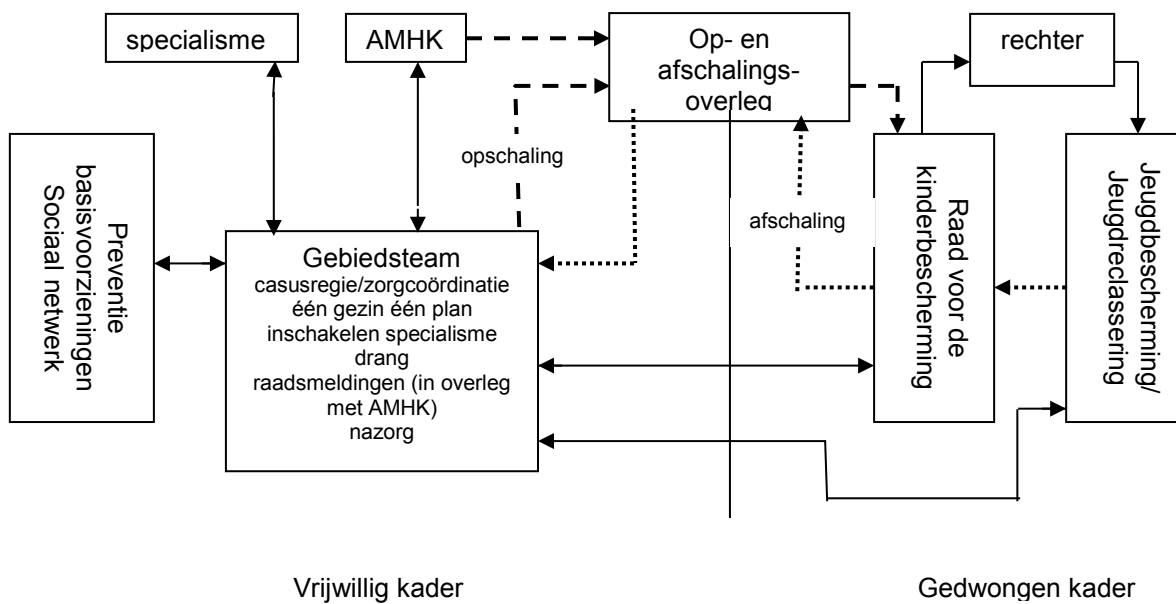 specialisme
AMHK
Op- en
afschalings-
overleg
rechter
opschaling
afschaling
Preventie
basisvoorzieningen
Sociaal netwerk
Gebiedsteam
casusregie/zorgcoördinatie
één gezin één plan
inschakelen specialisme
drang
raadsmeldingen (in overleg
met AMHK)
nazorg
Raad voor de
kinderbescherming
Jeugdbescherming/
Jeugdreclassering
Vrijwillig kader
Gedwongen kader